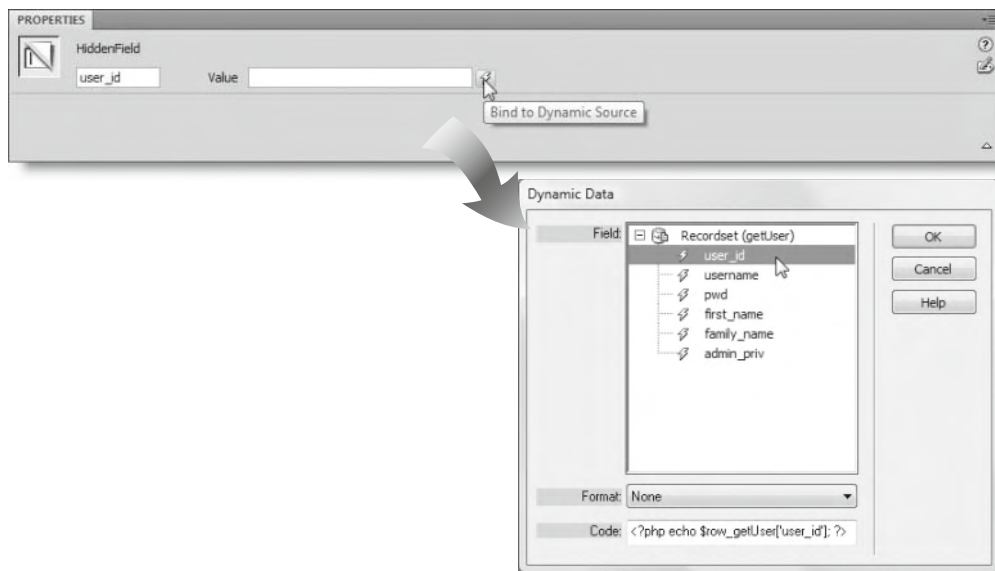 PROPERTIES
HiddenField
user_id Value
Bind to Dynamic Source
Dynamic Data
Field: Recordset (getUser)
user_id
username
pwd
first_name
family_name
admin_priv
OK
Cancel
Help
Format: None
Code: <?php echo $row_getUser['user_id']; ?>